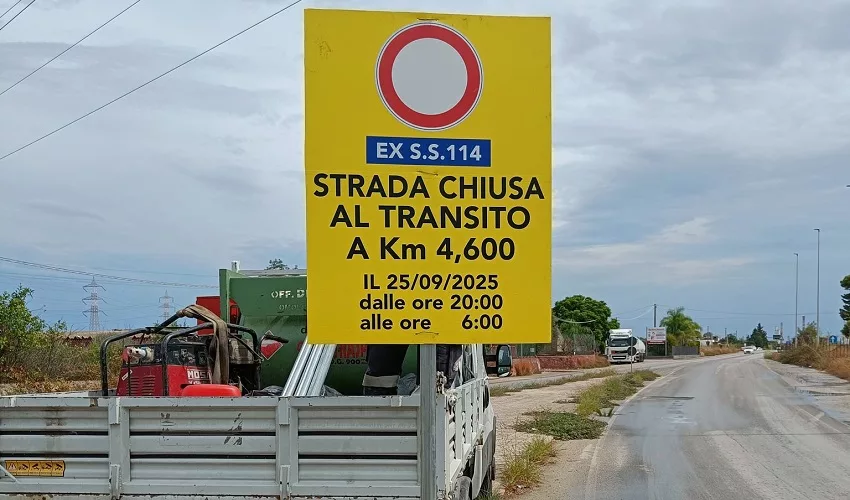 EX S.S.114
STRADA CHIUSA
AL TRANSITO
A Km 4,600
IL 25/09/2025
dalle ore 20:00
alle ore 6:00
OFF.